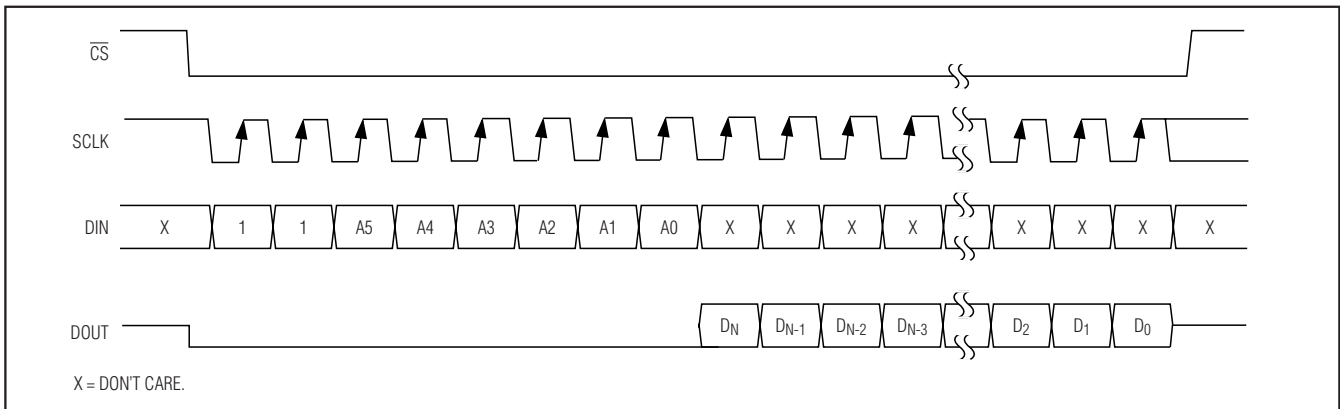 CS
SCLK
DIN X 1 1 A5 A4 A3 A2 A1 A0 X X X X X X X X
DOUT DN DN-1 DN-2 DN-3 D2 D1 D0
X = DON'T CARE.